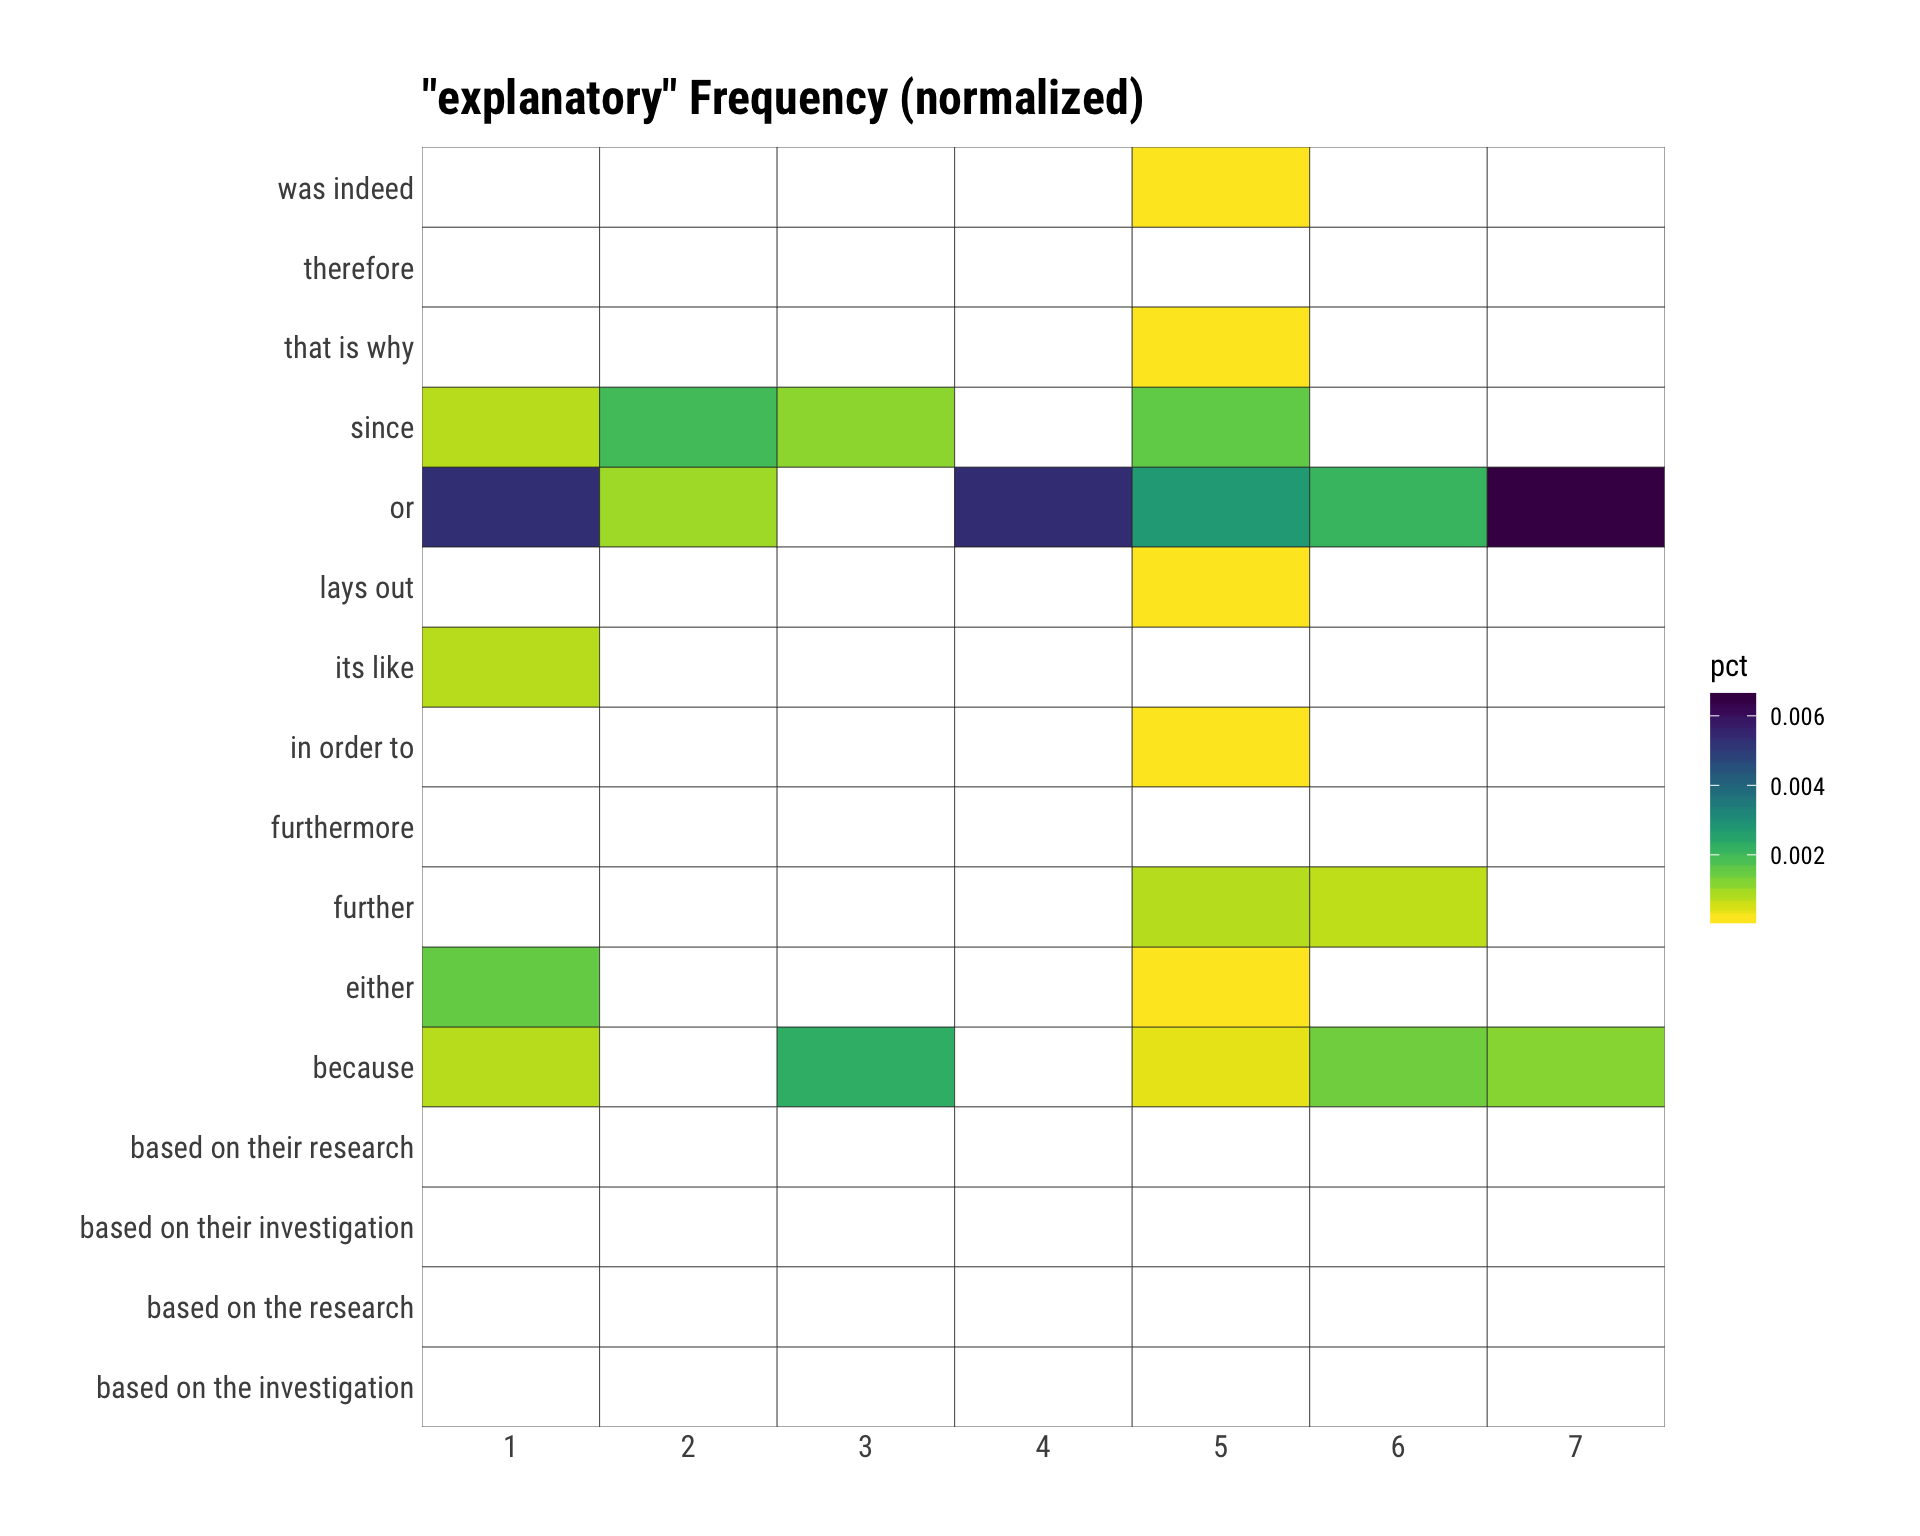 "explanatory" Frequency (normalized)
was indeed
therefore
that is why
since
or
lays out
its like
in order to
furthermore
further
either
because
based on their research
based on their investigation
based on the research
based on the investigation
1 2 3 4 5 6 7
pct
0.006
0.004
0.002